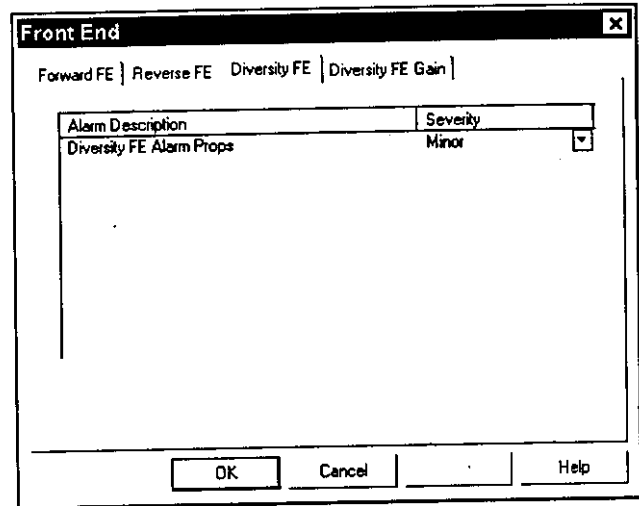 Front End
Forward FE Reverse FE Diversity FE Diversity FE Gain
Alarm Description Severity
Diversity FE Alarm Props Minor
OK Cancel Help